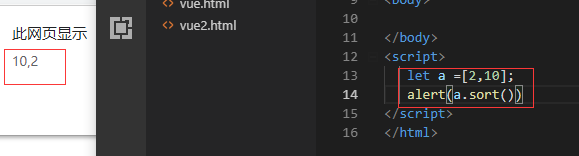 此网页显示
10,2
vue.html
vue2.html
9 <body>
10
11 </body>
12 <script>
13 let a =[2,10];
14 alert(a.sort())
15 </script>
16 </html>